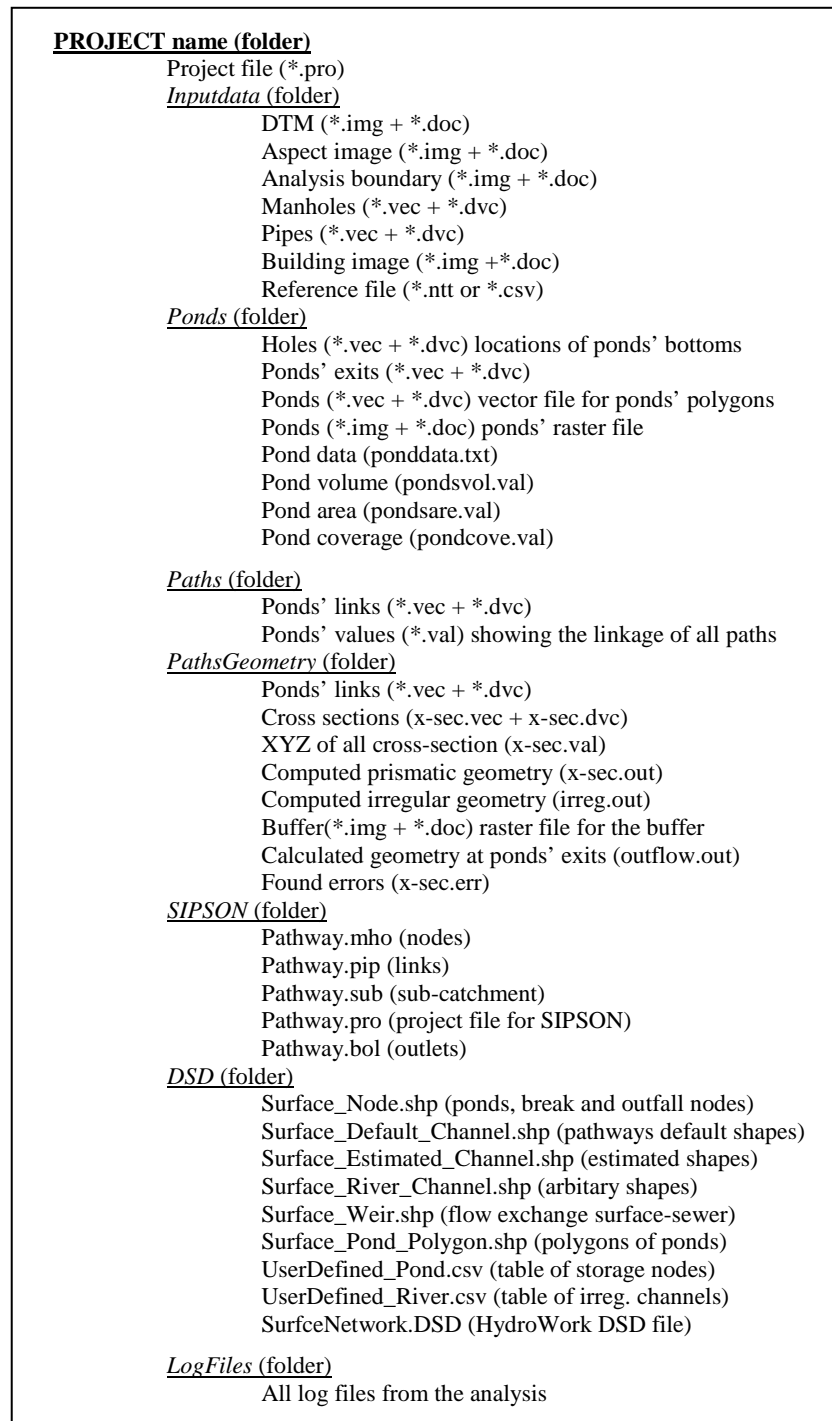 PROJECT name (folder)
Project file (*.pro)
Inputdata (folder)
DTM (*.img + *.doc)
Aspect image (*.img + *.doc)
Analysis boundary (*.img + *.doc)
Manholes (*.vec + *.dvc)
Pipes (*.vec + *.dvc)
Building image (*.img +*.doc)
Reference file (*.ntt or *.csv)
Ponds (folder)
Holes (*.vec + *.dvc) locations of ponds’ bottoms
Ponds’ exits (*.vec + *.dvc)
Ponds (*.vec + *.dvc) vector file for ponds’ polygons
Ponds (*.img + *.doc) ponds’ raster file
Pond data (ponddata.txt)
Pond volume (pondsvol.val)
Pond area (pondsare.val)
Pond coverage (pondcove.val)
Paths (folder)
Ponds’ links (*.vec + *.dvc)
Ponds’ values (*.val) showing the linkage of all paths
PathsGeometry (folder)
Ponds’ links (*.vec + *.dvc)
Cross sections (x-sec.vec + x-sec.dvc)
XYZ of all cross-section (x-sec.val)
Computed prismatic geometry (x-sec.out)
Computed irregular geometry (irreg.out)
Buffer(*.img + *.doc) raster file for the buffer
Calculated geometry at ponds’ exits (outflow.out)
Found errors (x-sec.err)
SIPSON (folder)
Pathway.mho (nodes)
Pathway.pip (links)
Pathway.sub (sub-catchment)
Pathway.pro (project file for SIPSON)
Pathway.bol (outlets)
DSD (folder)
Surface_Node.shp (ponds, break and outfall nodes)
Surface_Default_Channel.shp (pathways default shapes)
Surface_Estimated_Channel.shp (estimated shapes)
Surface_River_Channel.shp (arbitary shapes)
Surface_Weir.shp (flow exchange surface-sewer)
Surface_Pond_Polygon.shp (polygons of ponds)
UserDefined_Pond.csv (table of storage nodes)
UserDefined_River.csv (table of irreg. channels)
SurfceNetwork.DSD (HydroWork DSD file)
LogFiles (folder)
All log files from the analysis